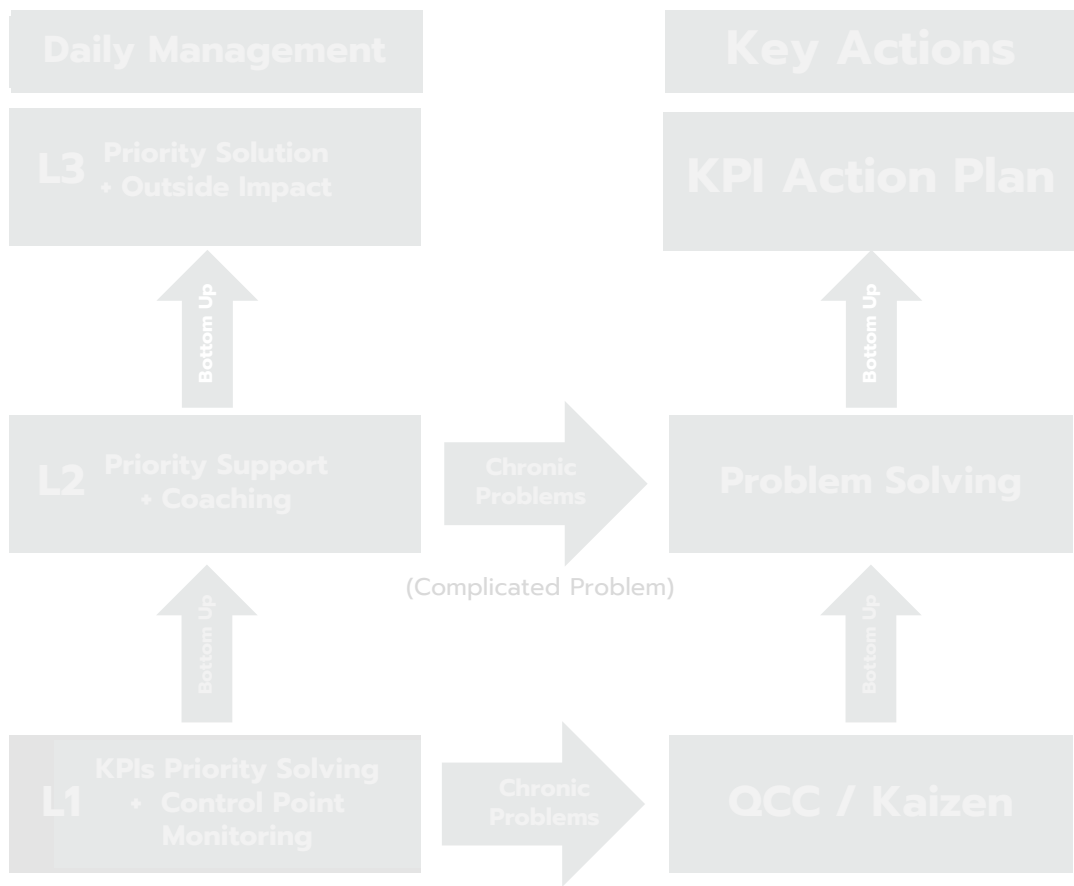 Daily Management
Key Actions
L3
Priority Solution
+ Outside Impact
KPI Action Plan
Bottom Up
Bottom Up
L2
Priority Support
+ Coaching
Chronic
Problems
Problem Solving
(Complicated Problem)
Bottom Up
Bottom Up
L1
KPIs Priority Solving
+ Control Point
Monitoring
Chronic
Problems
QCC / Kaizen